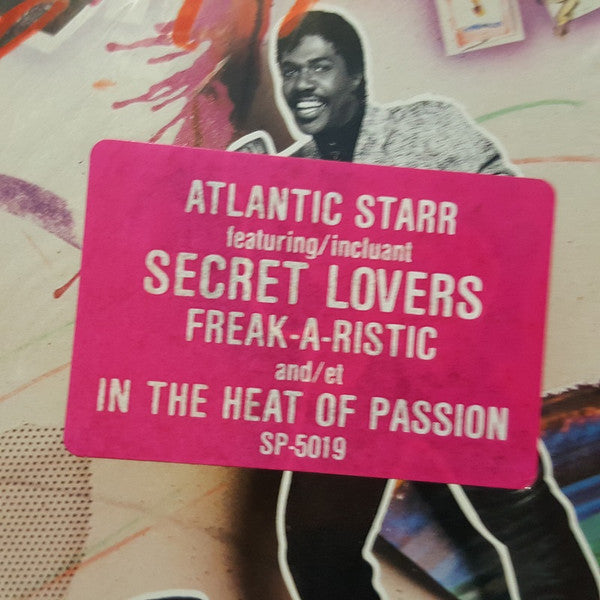 ATLANTIC STARR
featuring/incluant
SECRET LOVERS
FREAK-A-RISTIC
and/et
IN THE HEAT OF PASSION
SP-5019